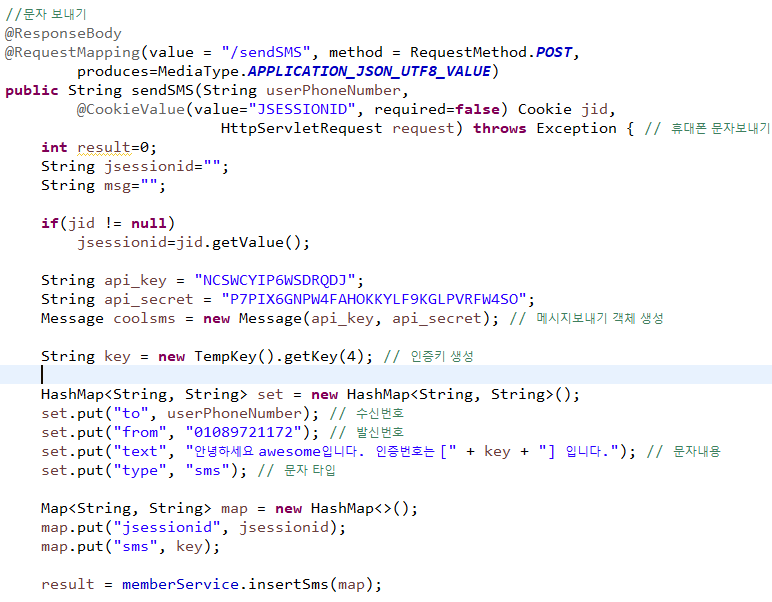 //문자 보내기
@ResponseBody
@RequestMapping(value = "/sendSMS", method = RequestMethod.POST,
produces=MediaType.APPLICATION_JSON_UTF8_VALUE)
public String sendSMS(String userPhoneNumber,
@CookieValue(value="JSESSIONID", required=false) Cookie jid,
HttpServletRequest request) throws Exception { // 휴대폰 문자보내기
int result=0;
String jsessionid="";
String msg="";
if(jid != null)
jsessionid=jid.getValue();
String api_key = "NCSWCYIP6WSDRQDJ";
String api_secret = "P7PIX6GNPW4FAHOKKYLF9KGLPVRFW4SO";
Message coolsms = new Message(api_key, api_secret); // 메시지보내기 객체 생성
String key = new TempKey().getKey(4); // 인증키 생성
HashMap<String, String> set = new HashMap<String, String>();
set.put("to", userPhoneNumber); // 수신번호
set.put("from", "01089721172"); // 발신번호
set.put("text", "안녕하세요 awesome입니다. 인증번호는 [" + key + "] 입니다."); // 문자내용
set.put("type", "sms"); // 문자 타입
Map<String, String> map = new HashMap<>();
map.put("jsessionid", jsessionid);
map.put("sms", key);
result = memberService.insertSms(map);